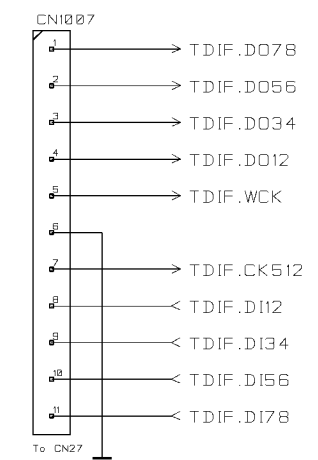 CN1007
1 TDIF.DO78
2 TDIF.DO56
3 TDIF.DO34
4 TDIF.DO12
5 TDIF.WCK
6
7 TDIF.CK512
8 TDIF.DI12
9 TDIF.DI34
10 TDIF.DI56
11 TDIF.DI78
To CN27